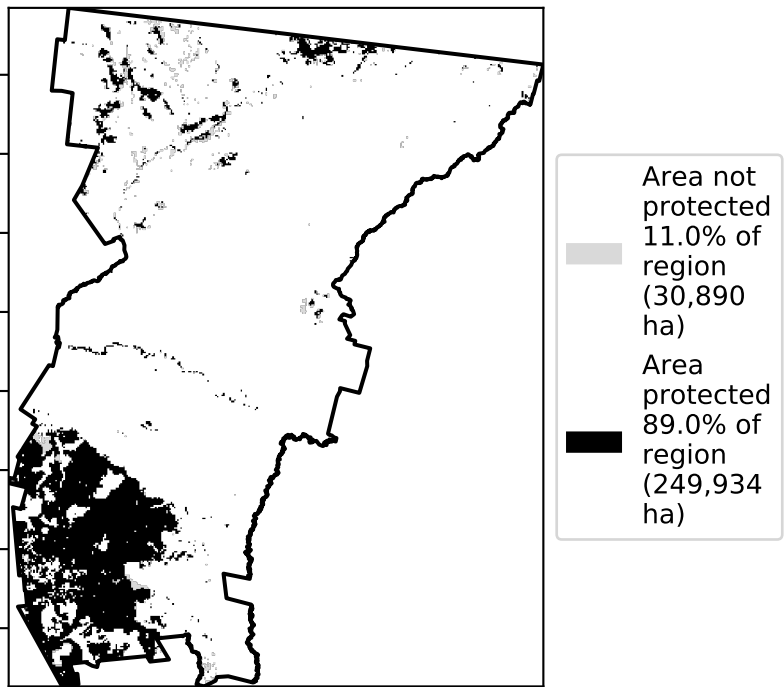 Area not
protected
11.0% of
region
(30,890
ha)
Area
protected
89.0% of
region
(249,934
ha)